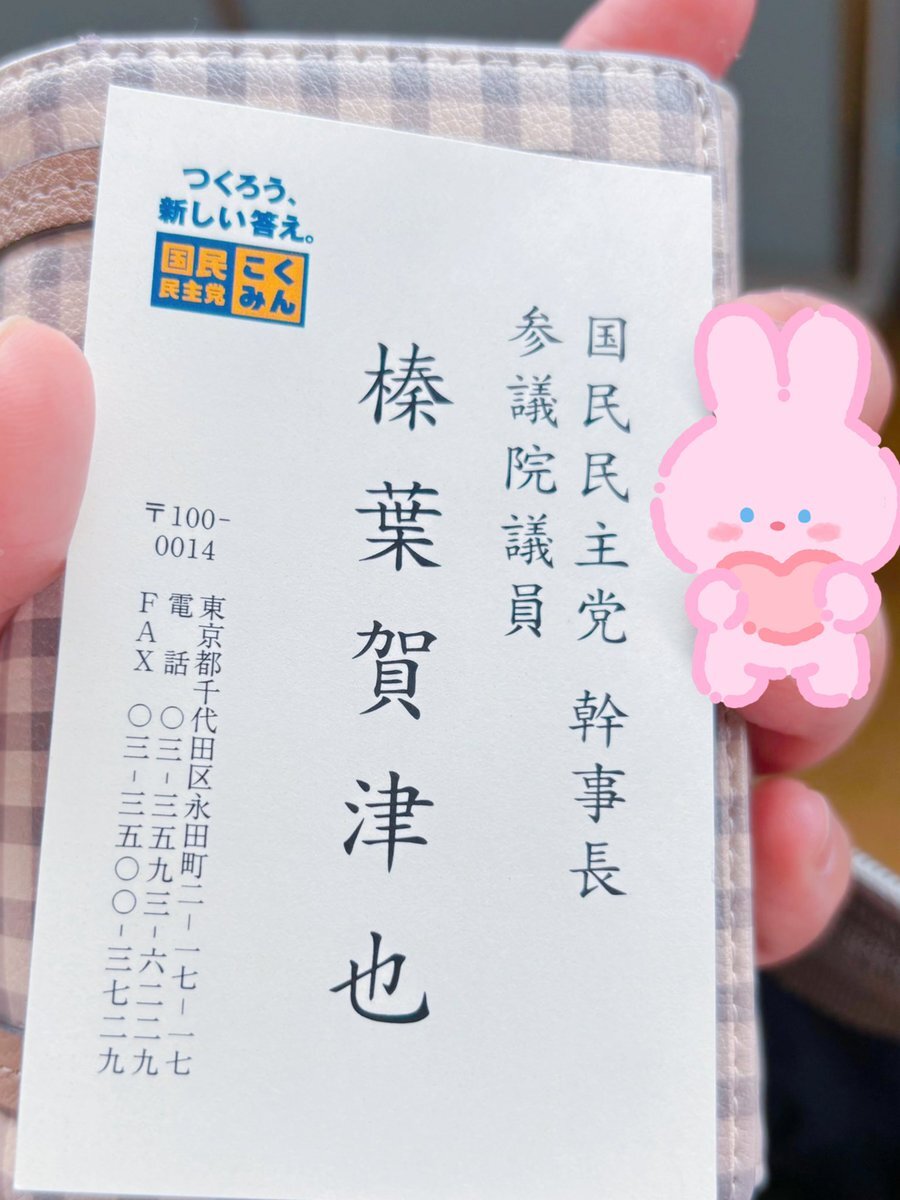 つくろう、
新しい答え。
国民
民主党
こく
みん
国民民主党 幹事長
参議院議員
榛葉賀津也
〒100-
0014
東京都千代田区永田町二-一七-一七
電話 〇三-三五九三-六二二九
FAX 〇三-三五〇〇-三七二九